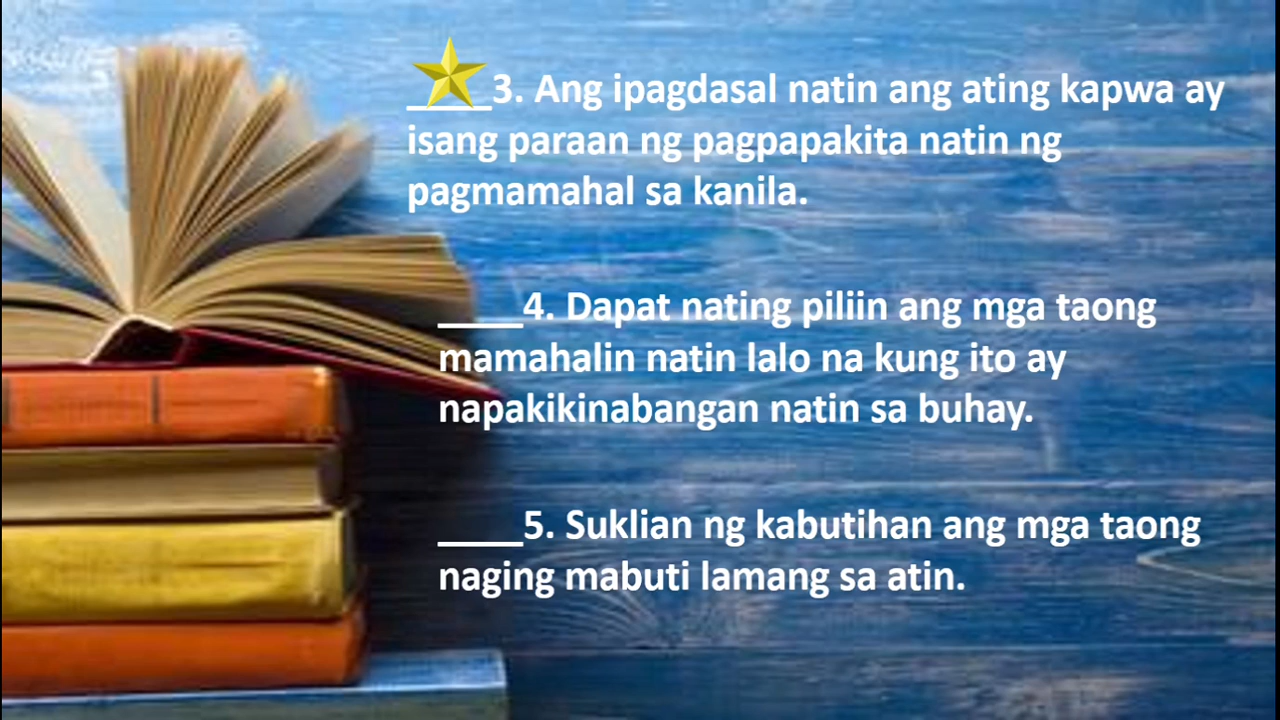 ____3. Ang ipagdasal natin ang ating kapwa ay
isang paraan ng pagpapakita natin ng
pagmamahal sa kanila.
____4. Dapat nating piliin ang mga taong
mamahalin natin lalo na kung ito ay
napakikinabangan natin sa buhay.
____5. Suklian ng kabutihan ang mga taong
naging mabuti lamang sa atin.